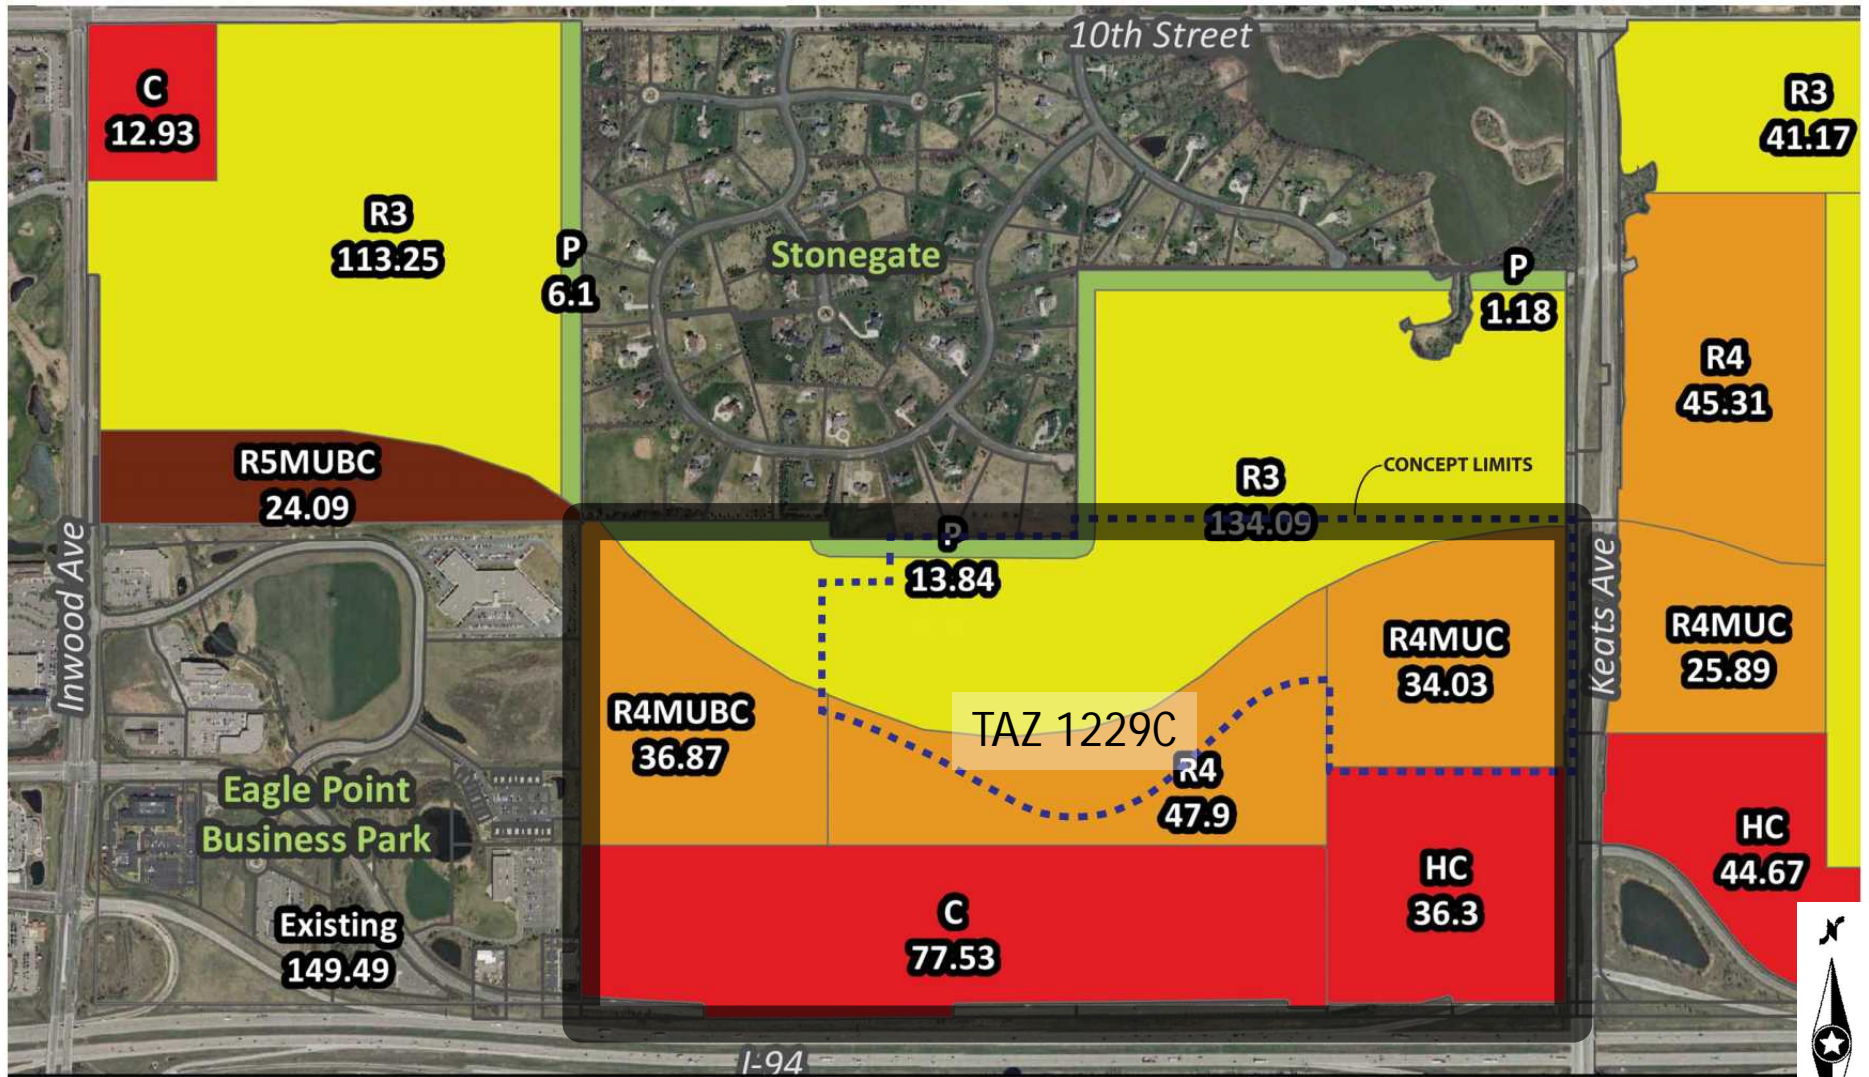 10th Street
C
12.93
R3
113.25
P
6.1
Stonegate
P
1.18
R3
41.17
R4
45.31
R5MUBC
24.09
R3
134.09
CONCEPT LIMITS
P
13.84
Inwood Ave
Keats Ave
R4MUC
34.03
R4MUC
25.89
R4MUBC
36.87
TAZ 1229C
R4
47.9
Eagle Point
Business Park
Existing
149.49
C
77.53
HC
36.3
HC
44.67
N
I-94